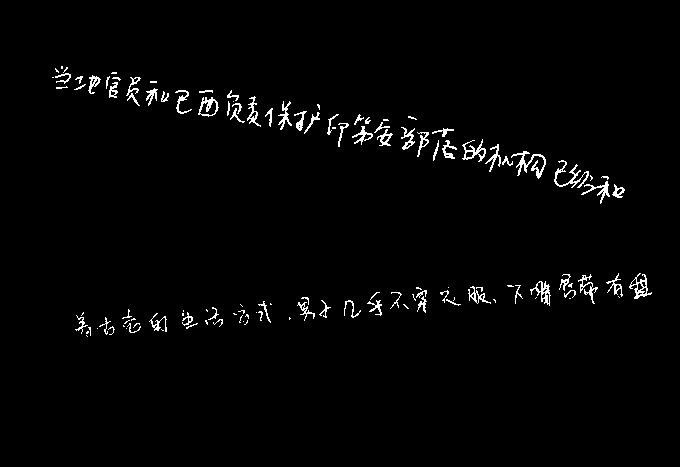 当地官员和巴西负责保护印第安部落的机构已经和
着古老的生活方式，男子几乎不穿衣服、下嘴唇带有盘